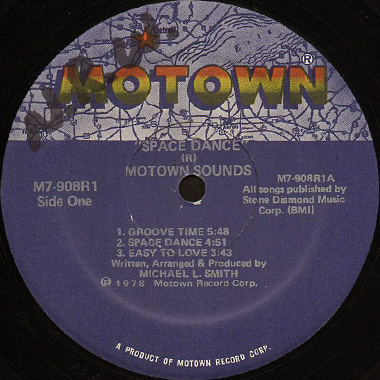 MOTOWN®
"SPACE DANCE"
(R)
MOTOWN SOUNDS
M7-908R1
Side One
M7-908R1A
All songs published by
Stone Diamond Music
Corp. (BMI)
1. GROOVE TIME 5:48
2. SPACE DANCE 4:51
3. EASY TO LOVE 3:43
Written, Arranged & Produced by
MICHAEL L. SMITH
℗ 1978 Motown Record Corp.
A PRODUCT OF MOTOWN RECORD CORP.